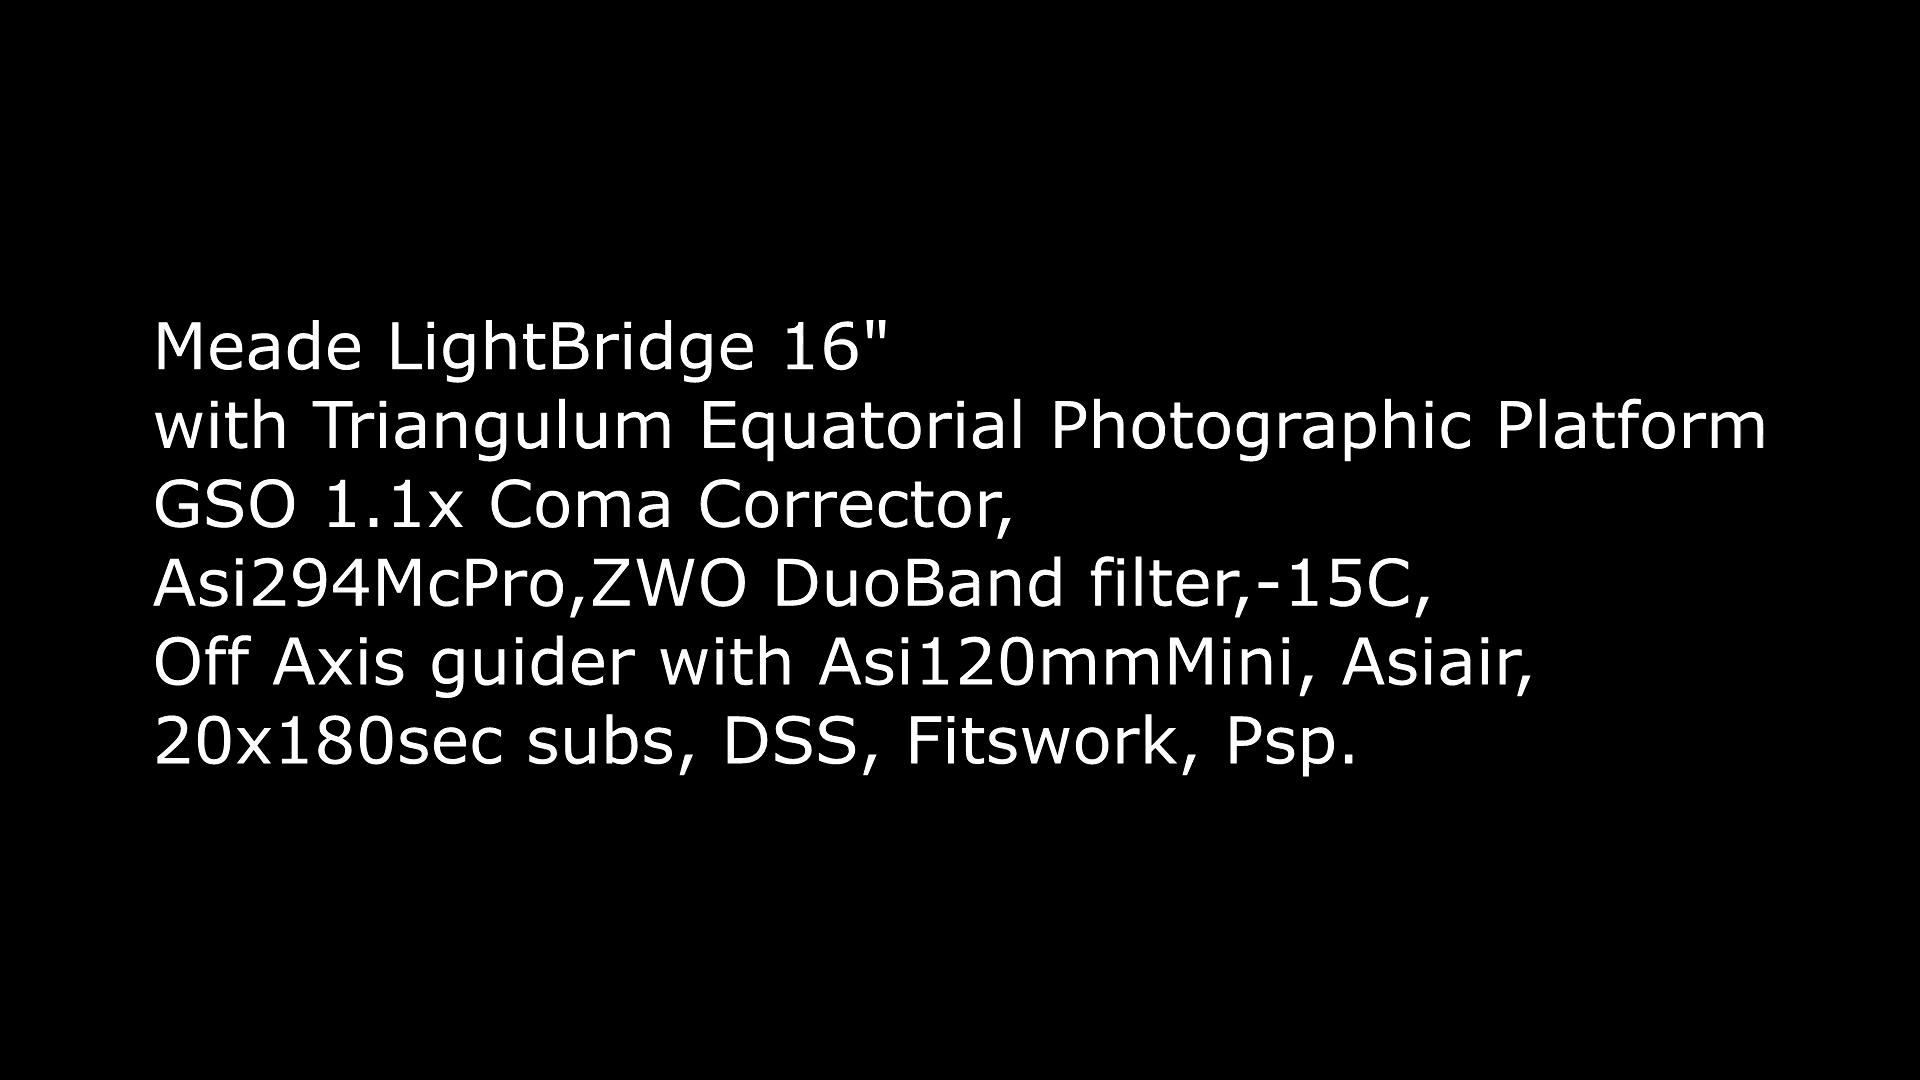 Meade LightBridge 16"
with Triangulum Equatorial Photographic Platform
GSO 1.1x Coma Corrector,
Asi294McPro,ZWO DuoBand filter,-15C,
Off Axis guider with Asi120mmMini, Asiair,
20x180sec subs, DSS, Fitswork, Psp.